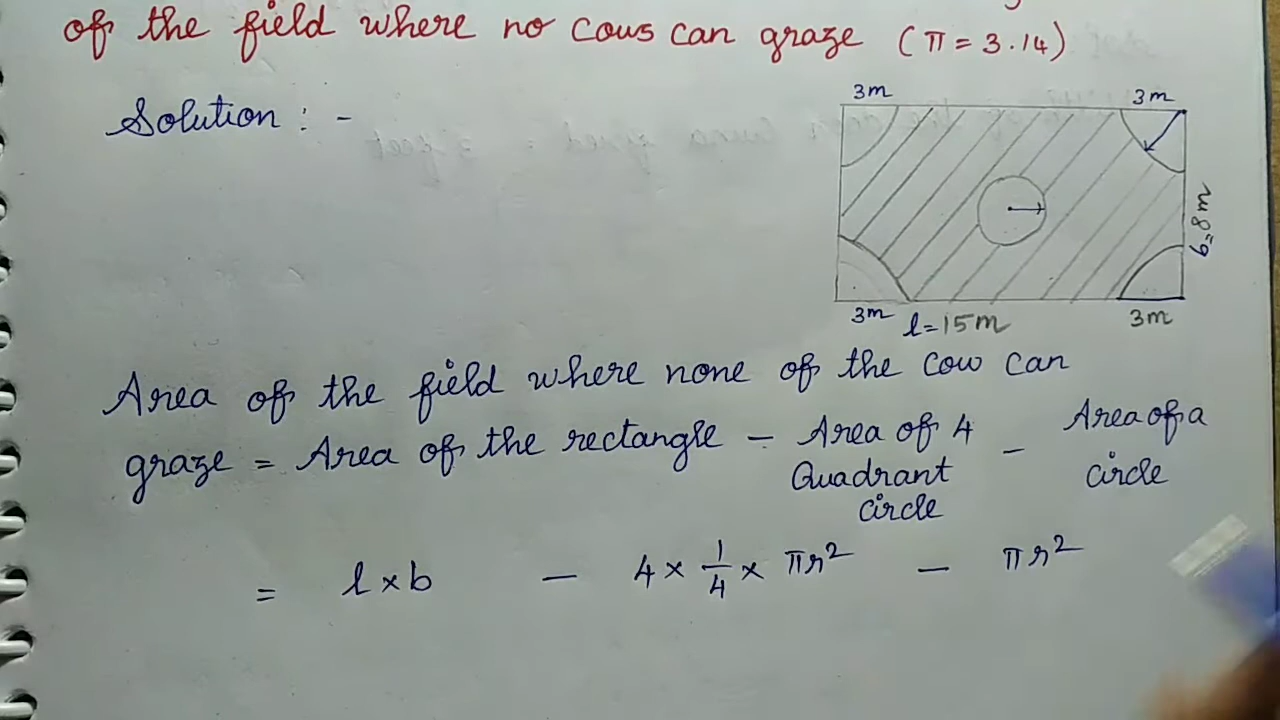 of the field where no cows can graze (π = 3.14)
Solution : -
3m
3m
b=8m
3m
l=15m
3m
Area of the field where none of the cow can
graze = Area of the rectangle - Area of 4 Quadrant circle - Area of a circle
= l×b - 4 × 1/4 × πr² - πr²